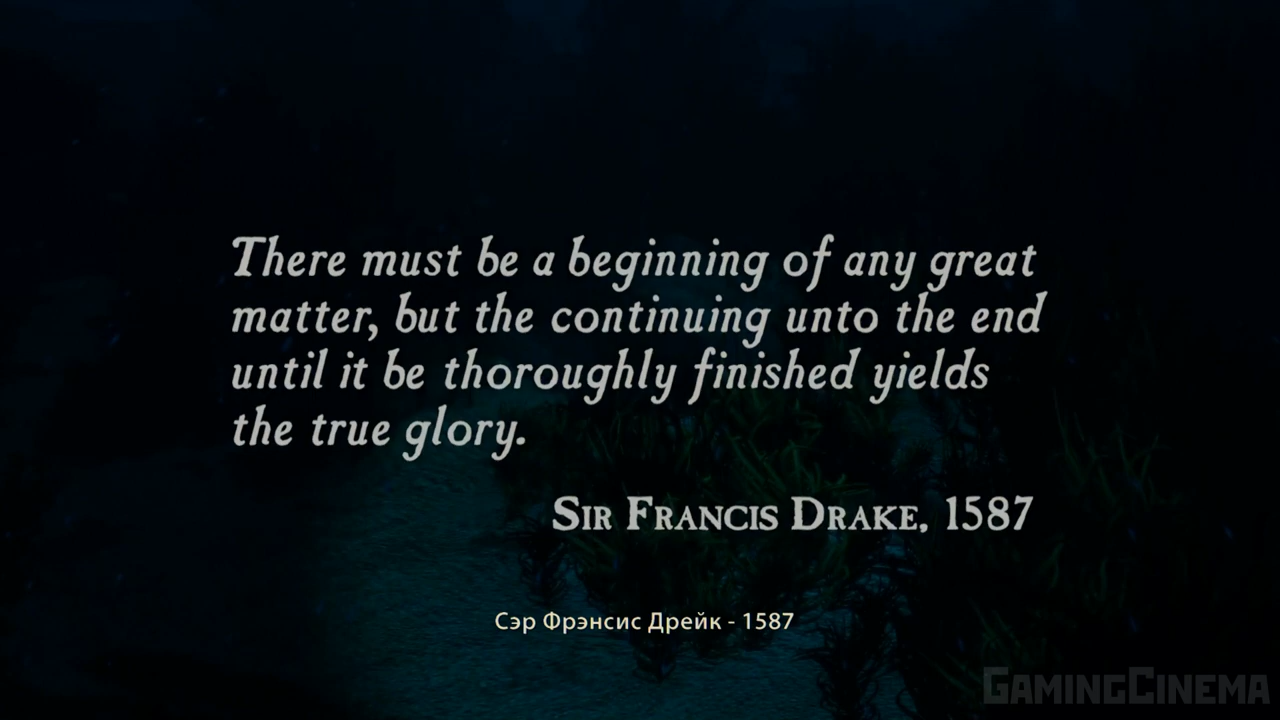 There must be a beginning of any great
matter, but the continuing unto the end
until it be thoroughly finished yields
the true glory.
Sir Francis Drake, 1587
Сэр Фрэнсис Дрейк - 1587
GamingCinema